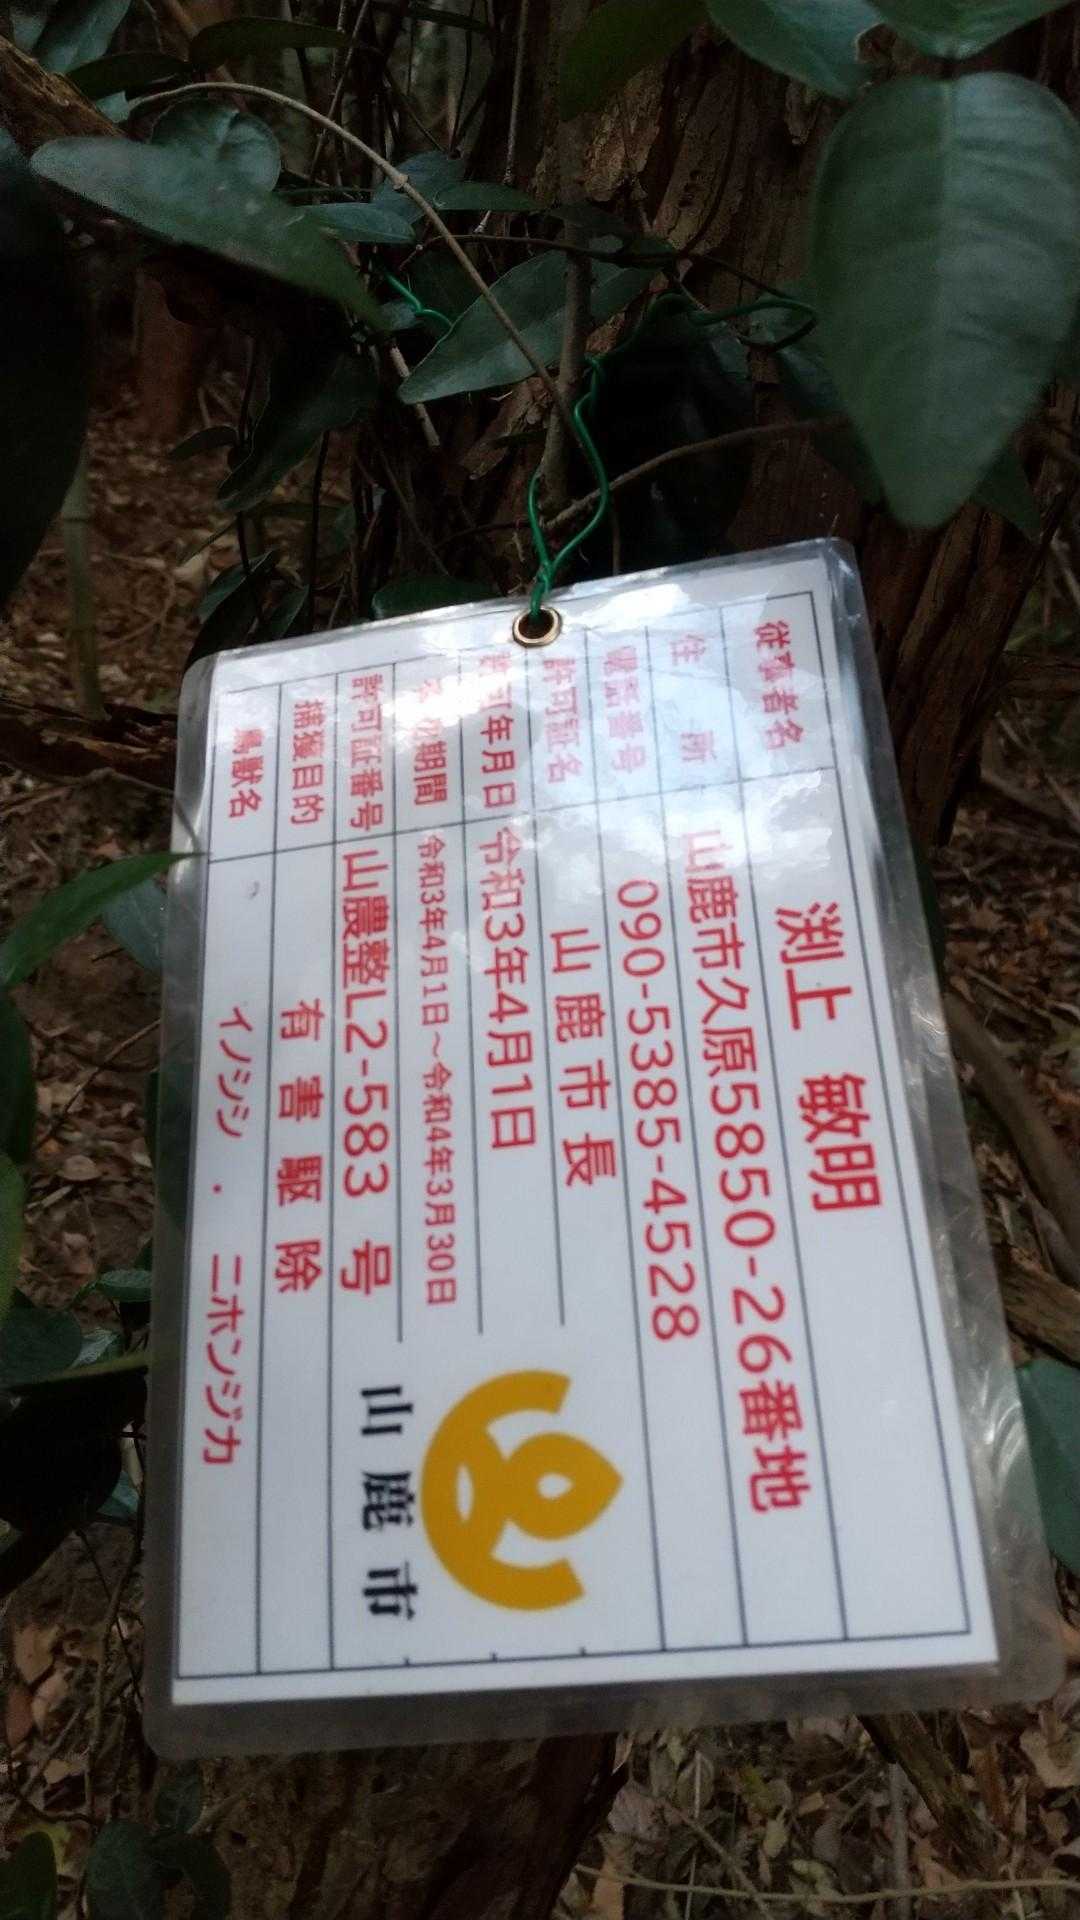 従事者名 渕上 敏明
住 所 山鹿市久原5850-26番地
電話番号 090-5385-4528
許可証名 山鹿市長
許可年月日 令和3年4月1日
期間 令和3年4月1日~令和4年3月30日
許可証番号 山農整L2-583 号
捕獲目的 有害駆除
鳥獣名 イノシシ ・ ニホンジカ
山鹿市